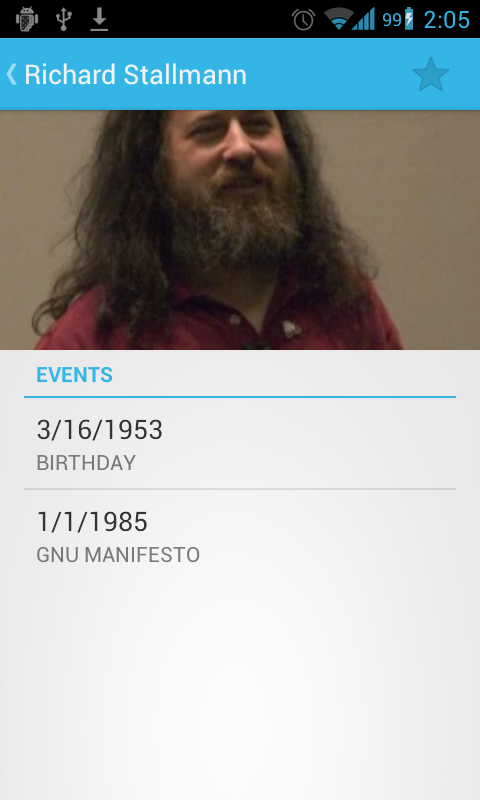 99 2:05
Richard Stallmann
EVENTS
3/16/1953
BIRTHDAY
1/1/1985
GNU MANIFESTO